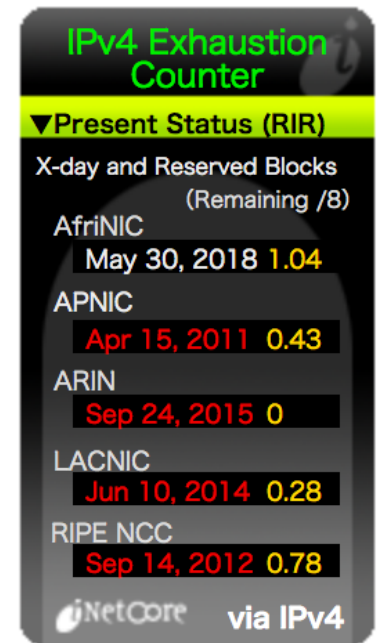 IPv4 Exhaustion
Counter
▼Present Status (RIR)
X-day and Reserved Blocks
(Remaining /8)
AfriNIC
May 30, 2018 1.04
APNIC
Apr 15, 2011 0.43
ARIN
Sep 24, 2015 0
LACNIC
Jun 10, 2014 0.28
RIPE NCC
Sep 14, 2012 0.78
iNetCore via IPv4